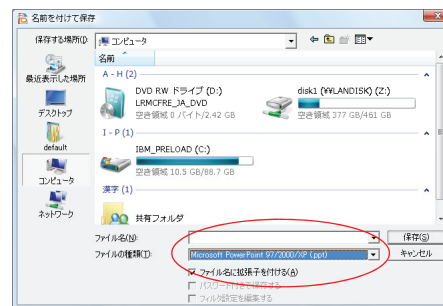 名前を付けて保存
保存する場所(I):
コンピュータ
最近表示した場所
デスクトップ
default
コンピュータ
ネットワーク
名前
A - H (2)
DVD RW ドライブ (D:)
LRMCFRE_JA_DVD
空き領域 0 バイト/2.42 GB
disk1 (¥¥LANDISK) (Z:)
空き領域 377 GB/461 GB
I - P (1)
IBM_PRELOAD (C:)
空き領域 10.5 GB/88.7 GB
漢字 (1)
共有フォルダ
ファイル名(N):
保存(S)
ファイルの種類(T):
Microsoft PowerPoint 97/2000/XP (ppt)
キャンセル
ファイル名に拡張子を付ける(A)
パスワード付きで保存する
フィルタ設定を編集する